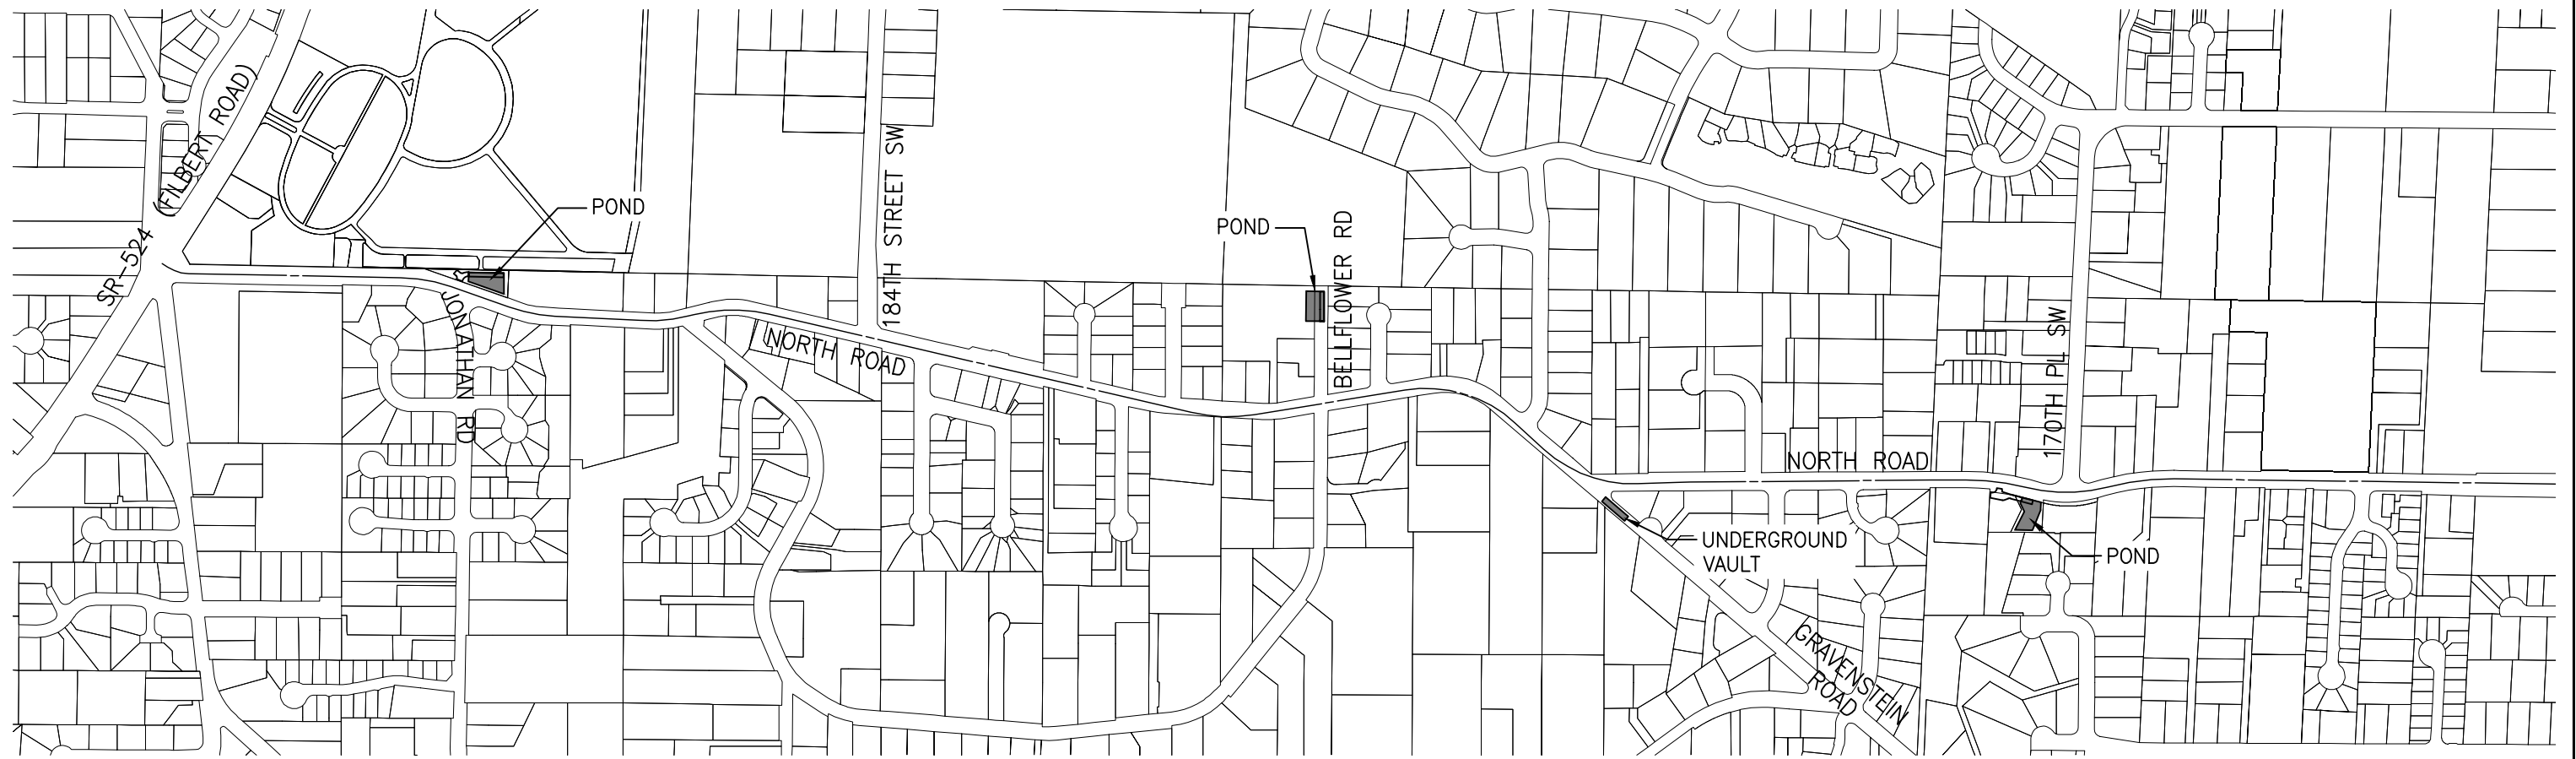 SR-524
(FILBERT ROAD)
POND
JONATHAN RD
NORTH ROAD
184TH STREET SW
POND
BELLFLOWER RD
NORTH ROAD
170TH PL SW
UNDERGROUND
VAULT
POND
GRAVENSTEIN
ROAD